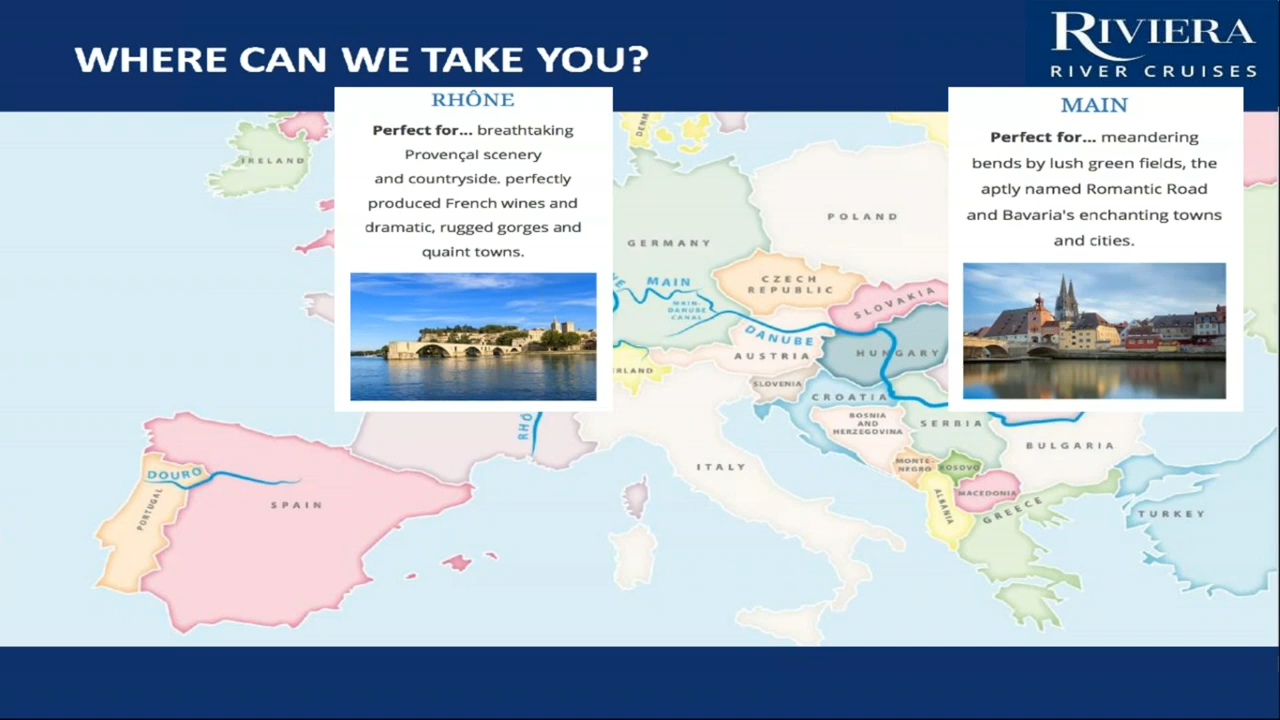 WHERE CAN WE TAKE YOU?
RIVIERA
RIVER CRUISES
RHÔNE
Perfect for... breathtaking
Provençal scenery
and countryside. perfectly
produced French wines and
dramatic, rugged gorges and
quaint towns.
MAIN
Perfect for... meandering
bends by lush green fields, the
aptly named Romantic Road
and Bavaria's enchanting towns
and cities.
IRELAND
DENM
POLAND
GERMANY
MAIN
CZECH
REPUBLIC
SLOVAKIA
MAIN-
DANUBE
CANAL
DANUBE
AUSTRIA
HUNGARY
RLAND
SLOVENIA
CROATIA
BOSNIA
AND
HERZEGOVINA
SERBIA
RHÔ
BULGARIA
ITALY
MONTE-
NEGRO
KOSOVO
DOURO
PORTUGAL
SPAIN
MACEDONIA
ALBANIA
GREECE
TURKEY